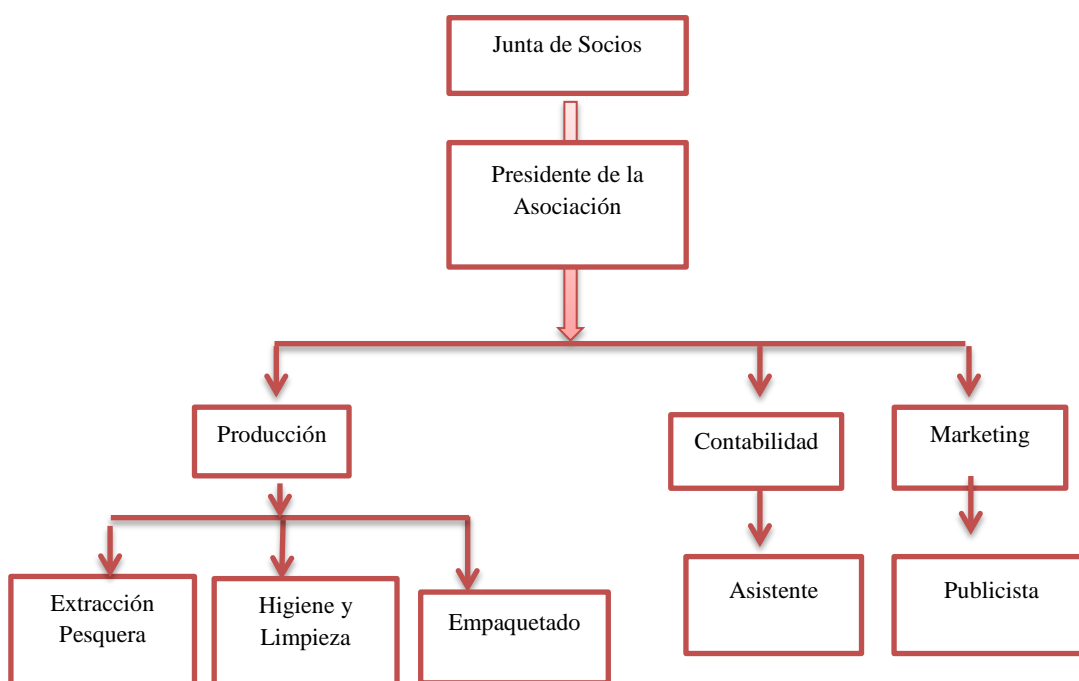 Junta de Socios
Presidente de la
Asociación
Producción
Contabilidad
Marketing
Extracción
Pesquera
Higiene y
Limpieza
Empaquetado
Asistente
Publicista